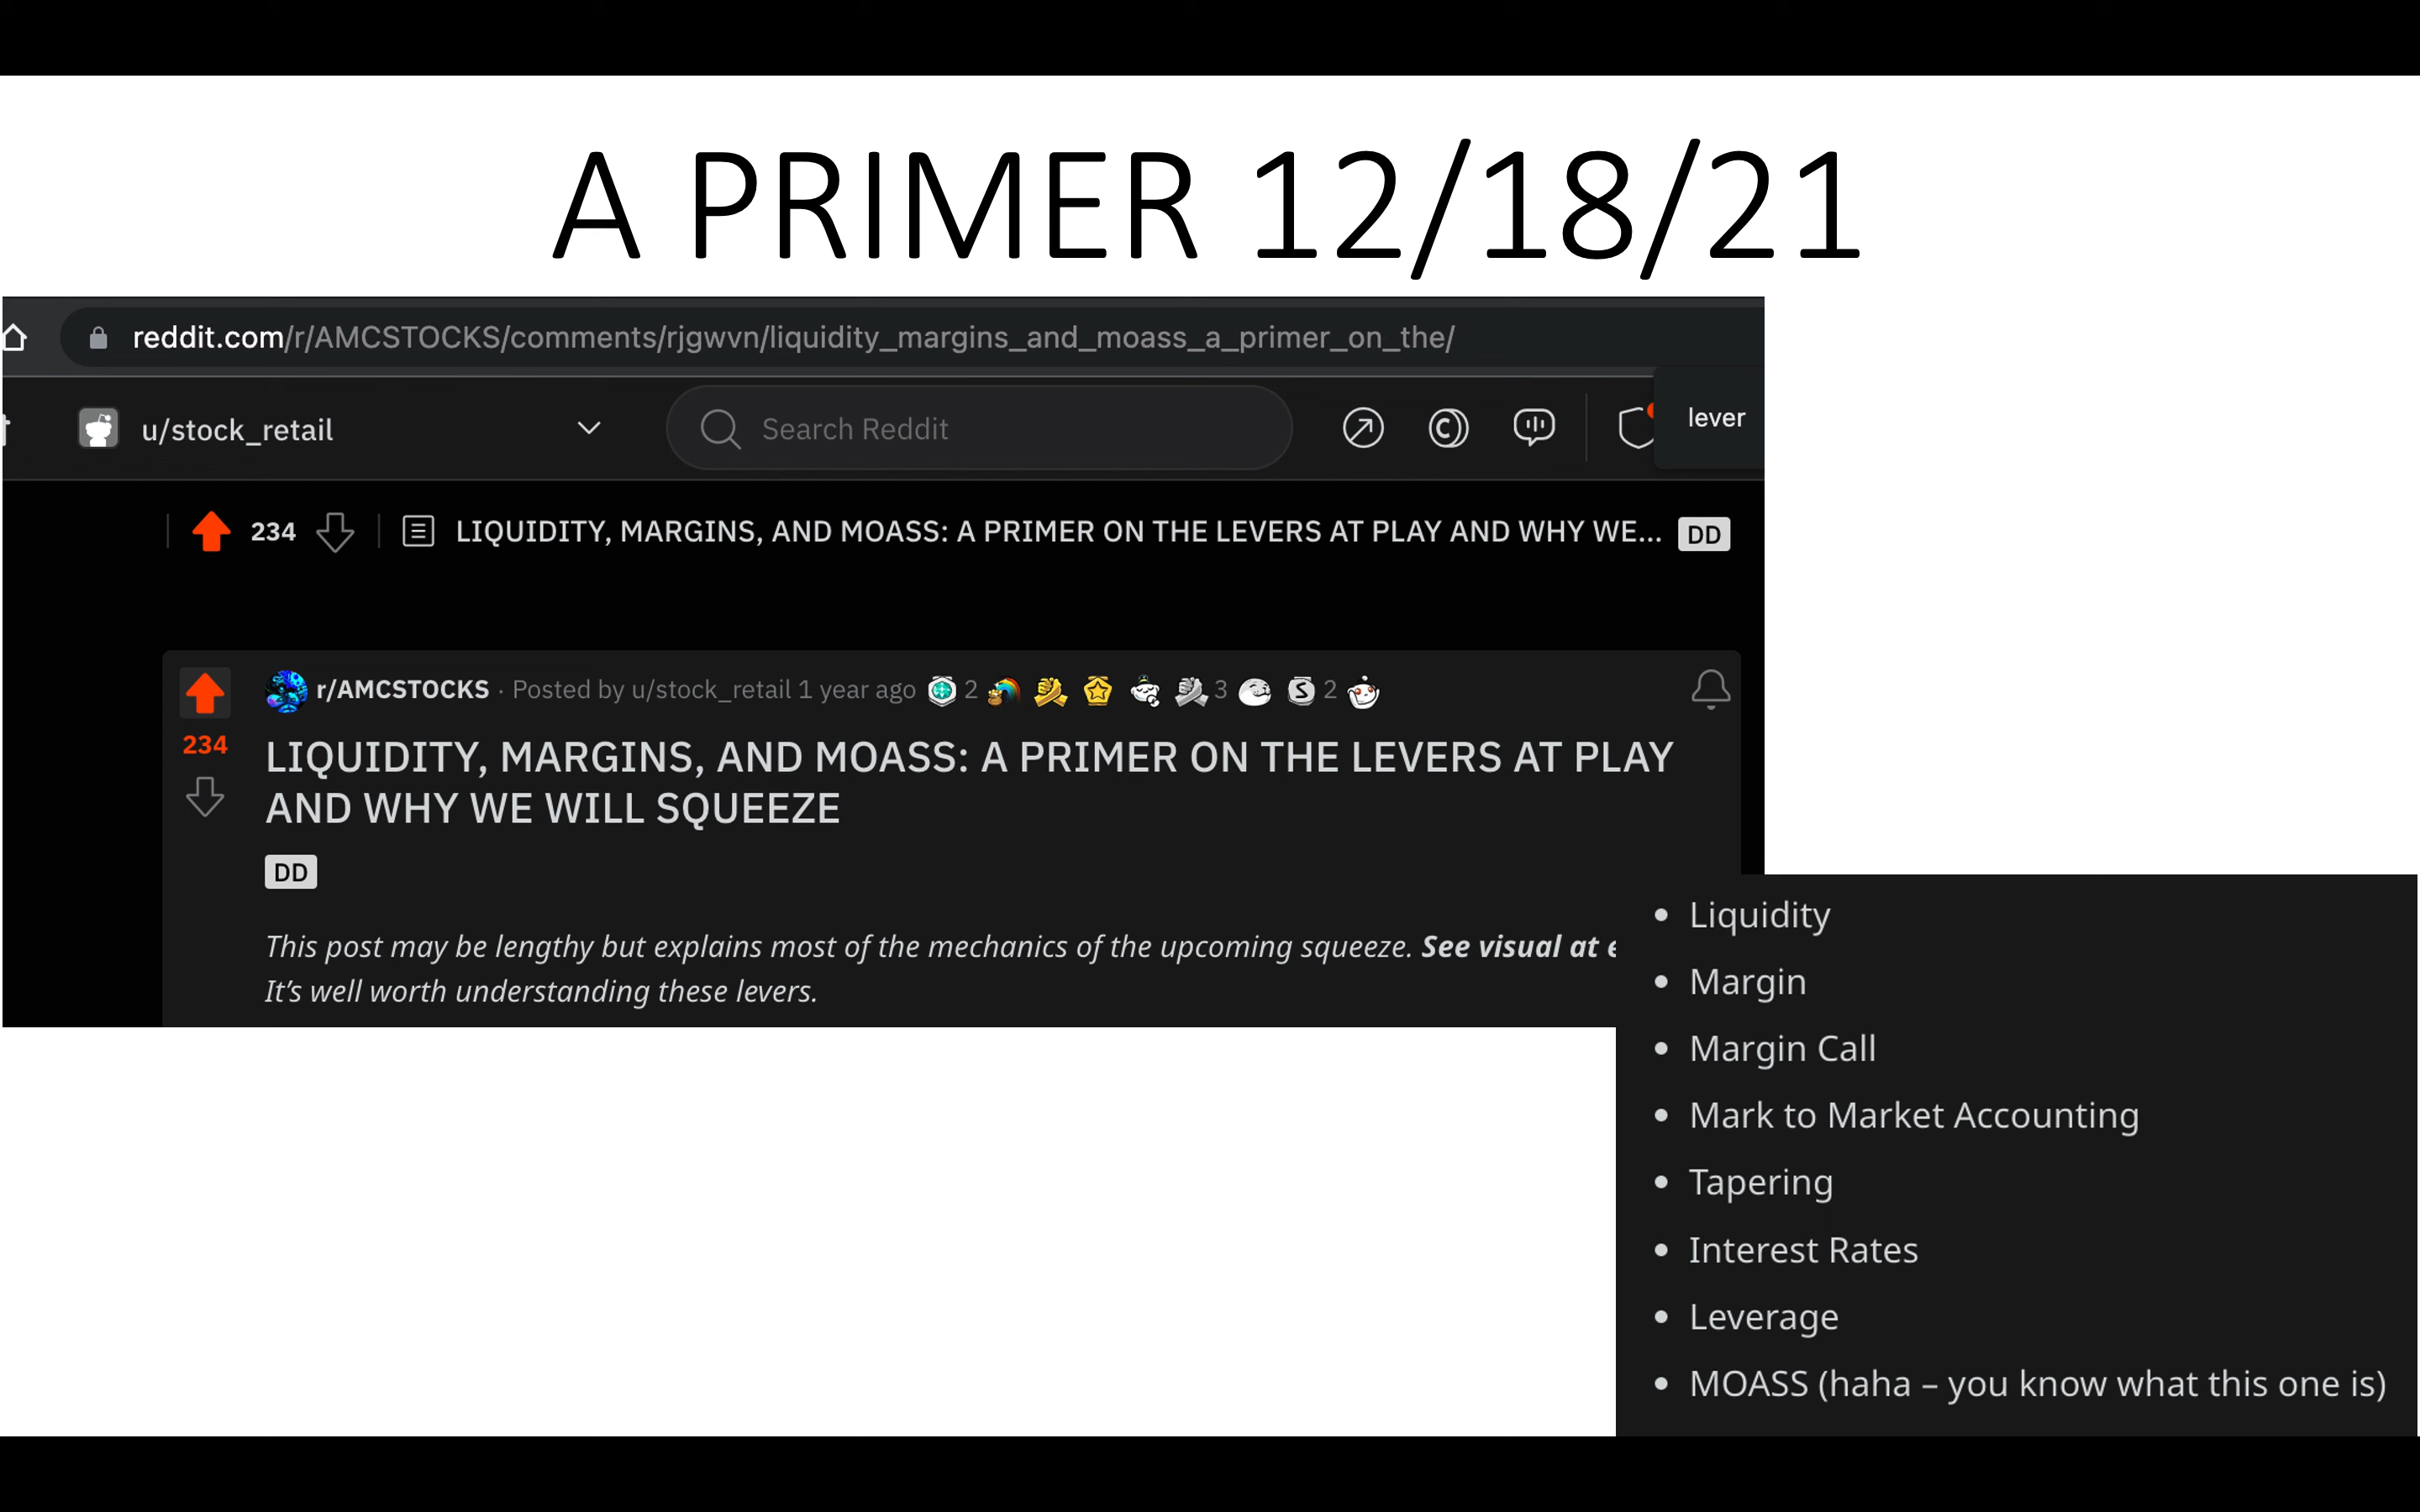 A PRIMER 12/18/21
reddit.com/r/AMCSTOCKS/comments/rjgwvn/liquidity_margins_and_moass_a_primer_on_the/
u/stock_retail
Search Reddit
lever
234
LIQUIDITY, MARGINS, AND MOASS: A PRIMER ON THE LEVERS AT PLAY AND WHY WE... DD
r/AMCSTOCKS · Posted by u/stock_retail 1 year ago 2 3 2
234
LIQUIDITY, MARGINS, AND MOASS: A PRIMER ON THE LEVERS AT PLAY
AND WHY WE WILL SQUEEZE
DD
This post may be lengthy but explains most of the mechanics of the upcoming squeeze. See visual at
It’s well worth understanding these levers.
• Liquidity
• Margin
• Margin Call
• Mark to Market Accounting
• Tapering
• Interest Rates
• Leverage
• MOASS (haha – you know what this one is)